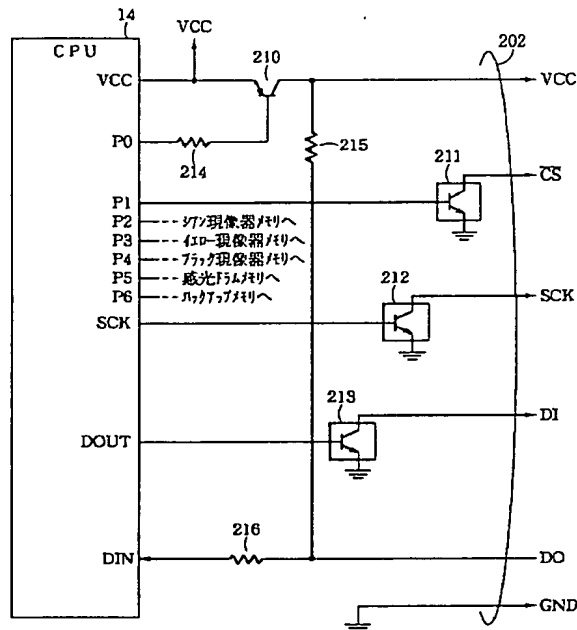 14
CPU
VCC
210
202
VCC
VCC
P0
214
215
211
P1
C̅S̅
P2 シアン現像器メモリへ
P3 イエロー現像器メモリへ
P4 ブラック現像器メモリへ
P5 感光ドラムメモリへ
P6 バックアップメモリへ
212
SCK
SCK
213
DI
DOUT
216
DIN
DO
GND